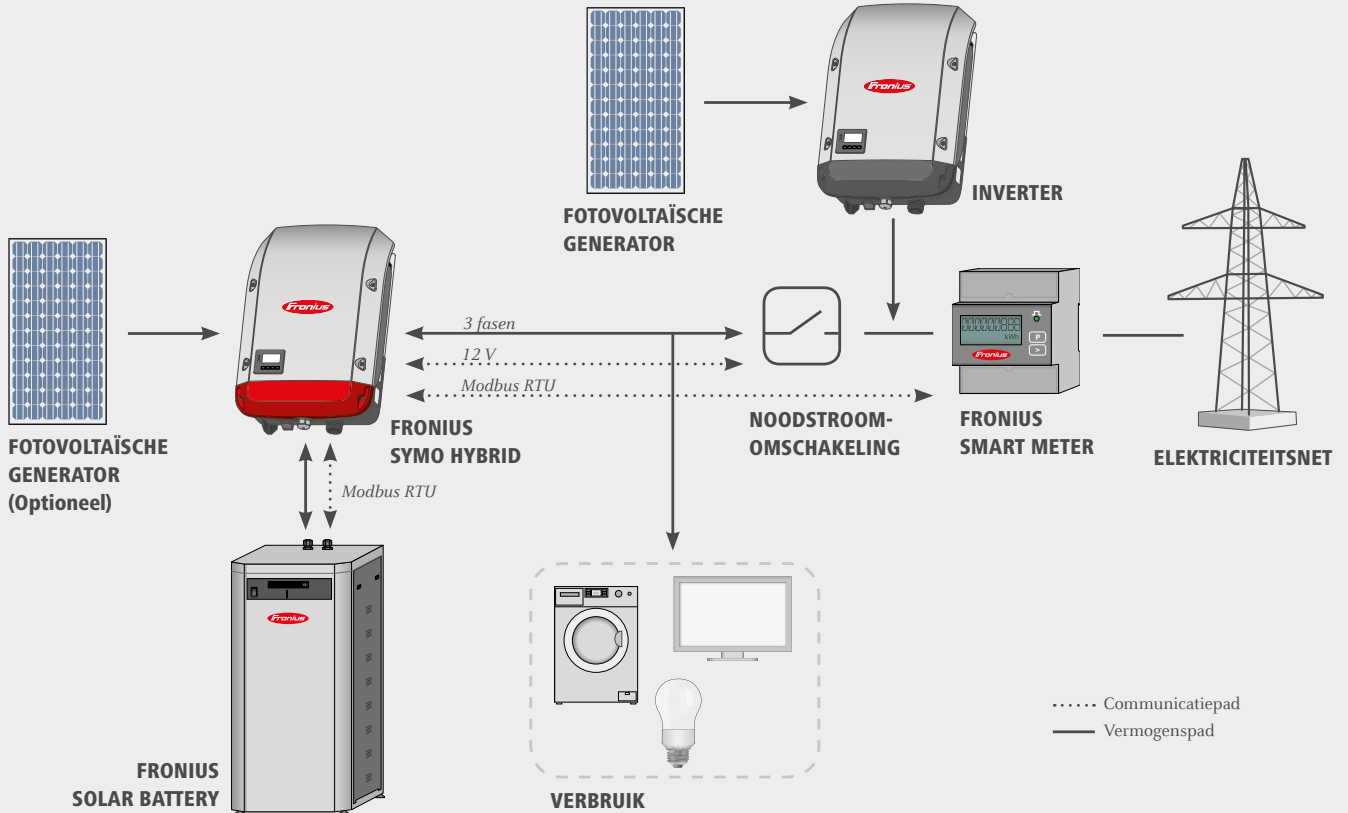 Fronius
FOTOVOLTAÏSCHE
GENERATOR
INVERTER
Fronius
3 fasen
12 V
Modbus RTU
kWh
P
>
Fronius
FOTOVOLTAÏSCHE
GENERATOR
(Optioneel)
FRONIUS
SYMO HYBRID
NOODSTROOM-
OMSCHAKELING
FRONIUS
SMART METER
ELEKTRICITEITSNET
Modbus RTU
Fronius
Communicatiepad
Vermogenspad
FRONIUS
SOLAR BATTERY
VERBRUIK